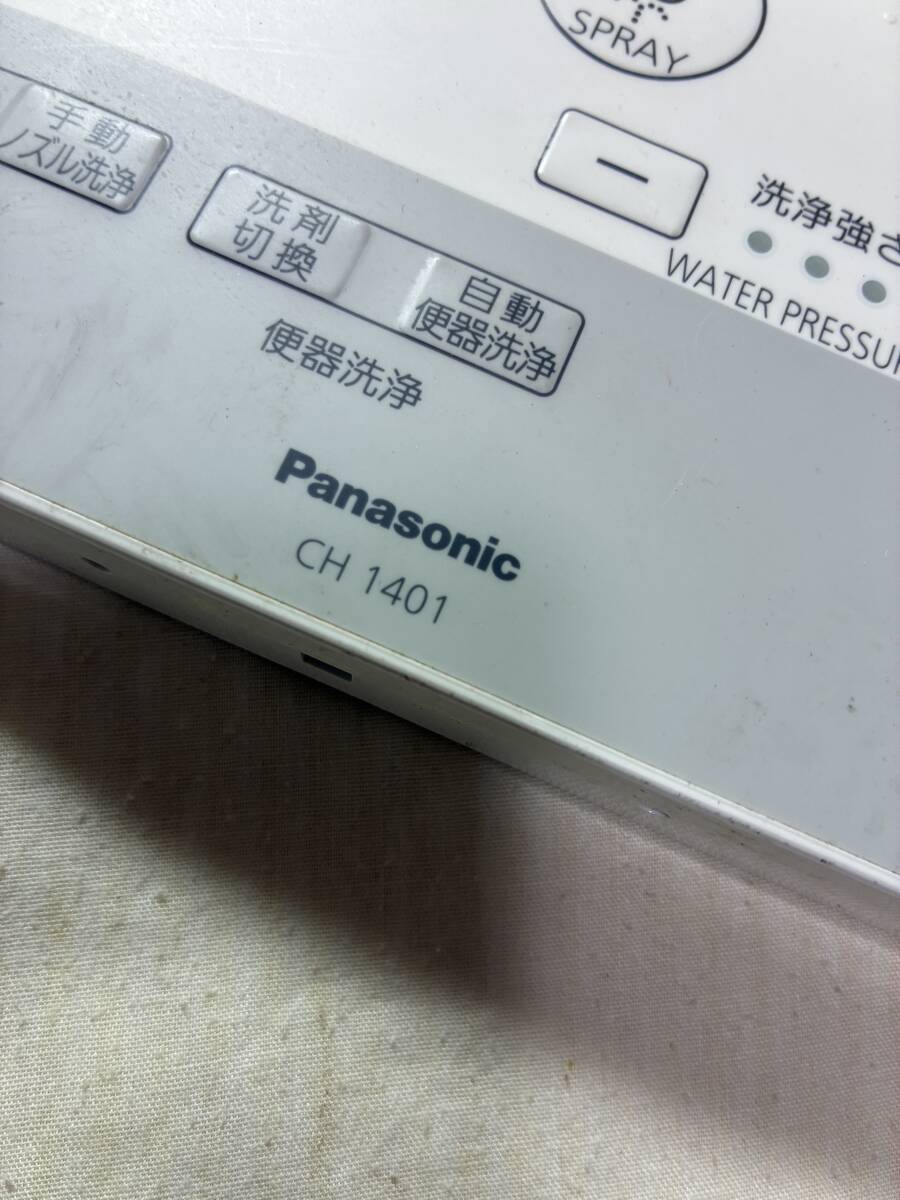 SPRAY
手動
ノズル洗浄
洗剤
切換
自動
便器洗浄
便器洗浄
−
洗浄強さ
WATER PRESSUR
Panasonic
CH 1401